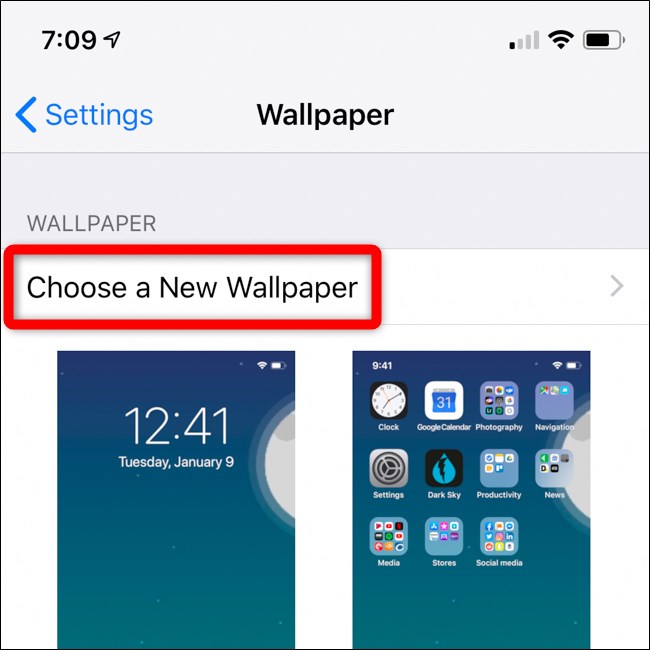 7:09
Settings
Wallpaper
WALLPAPER
Choose a New Wallpaper
12:41
Tuesday, January 9
9:41
31
Clock Google Calendar Photography Navigation
Settings Dark Sky Productivity News
Media Stores Social media